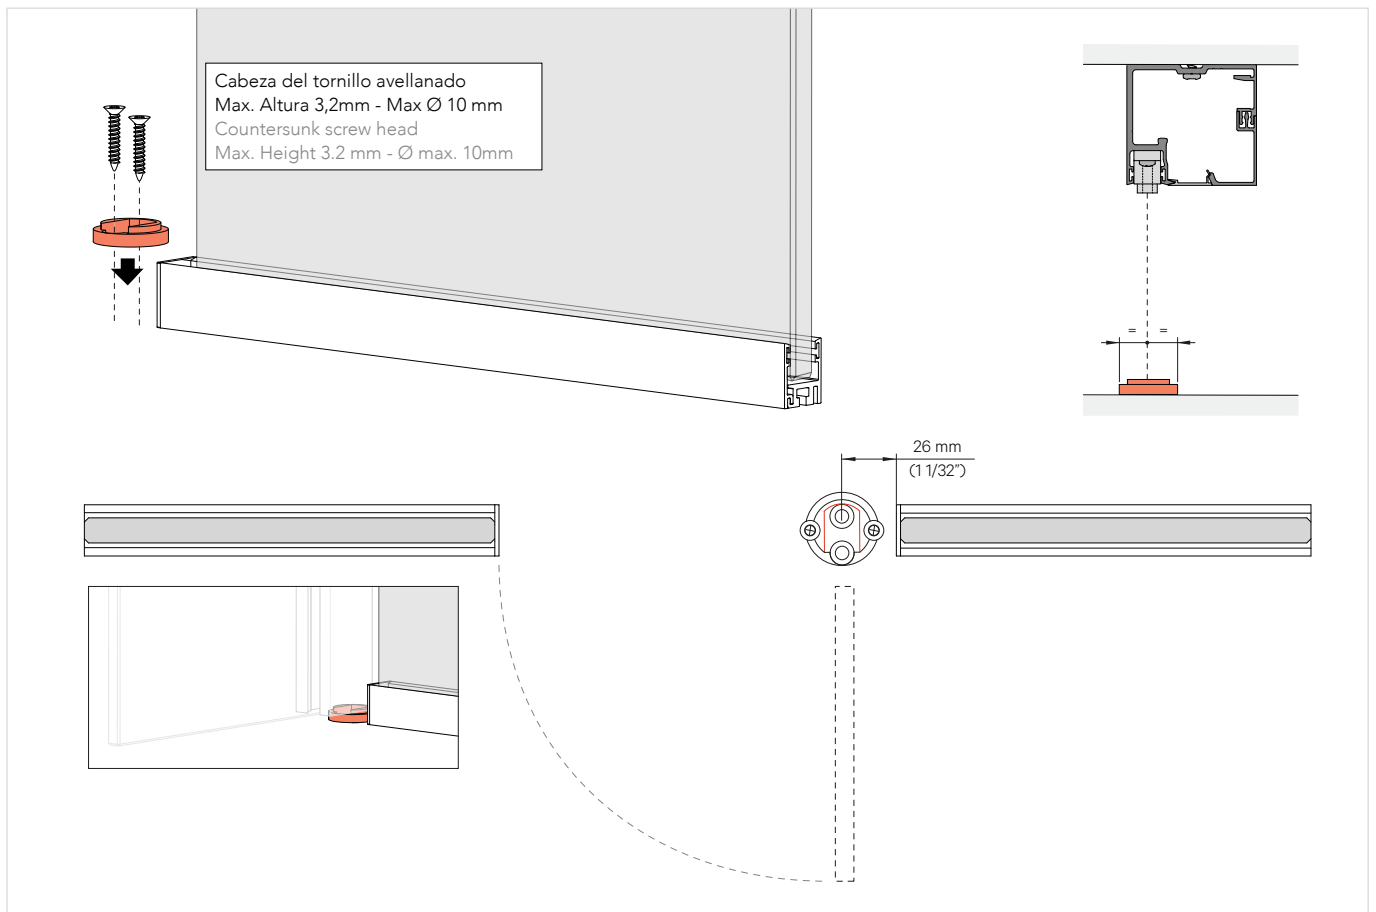 Cabeza del tornillo avellanado
Max. Altura 3,2mm - Max Ø 10 mm
Countersunk screw head
Max. Height 3.2 mm - Ø max. 10mm
= =
26 mm
(1 1/32”)